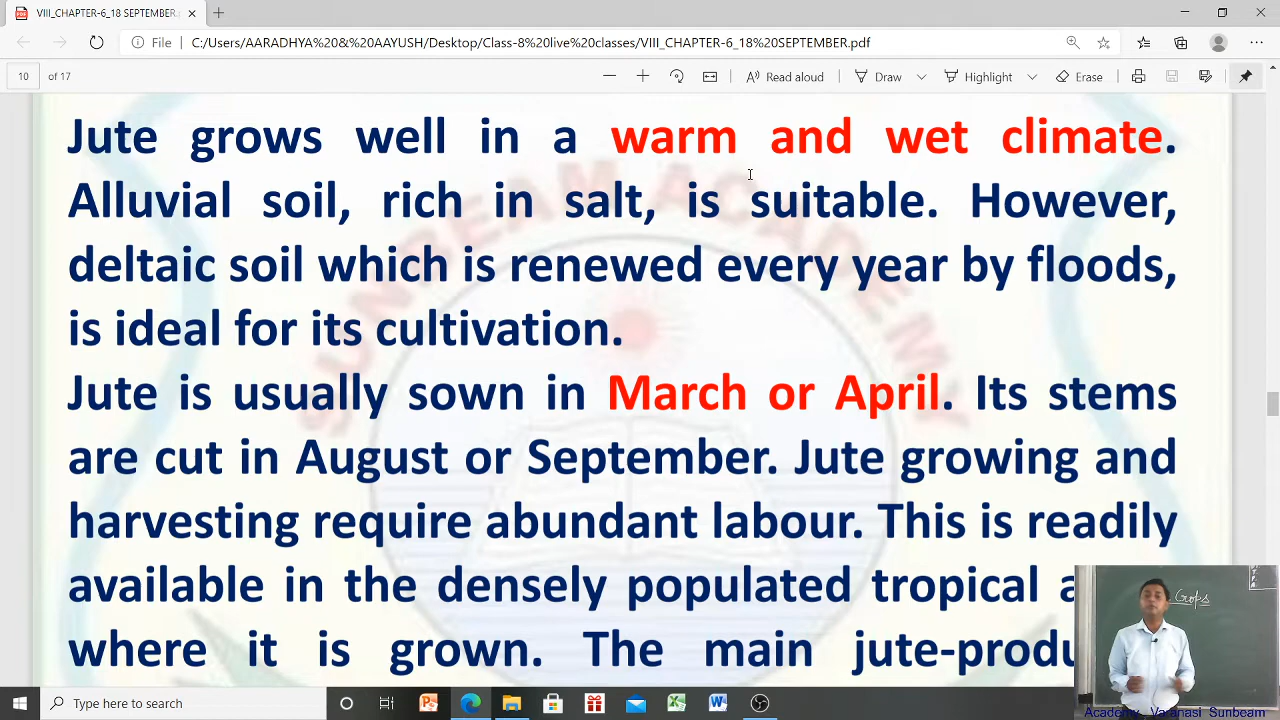 VIII_CHAPTER-6_18 SEPTEMBER.
File C:/Users/AARADHYA%20&%20AAYUSH/Desktop/Class-8%20live%20classes/VIII_CHAPTER-6_18%20SEPTEMBER.pdf
10 of 17 Read aloud Draw Highlight Erase
Jute grows well in a warm and wet climate.
Alluvial soil, rich in salt, is suitable. However,
deltaic soil which is renewed every year by floods,
is ideal for its cultivation.
Jute is usually sown in March or April. Its stems
are cut in August or September. Jute growing and
harvesting require abundant labour. This is readily
available in the densely populated tropical a
where it is grown. The main jute-produ
SUNBEAM ACADEMY
Crops
Type here to search
Academy Varanasi Sunbeam